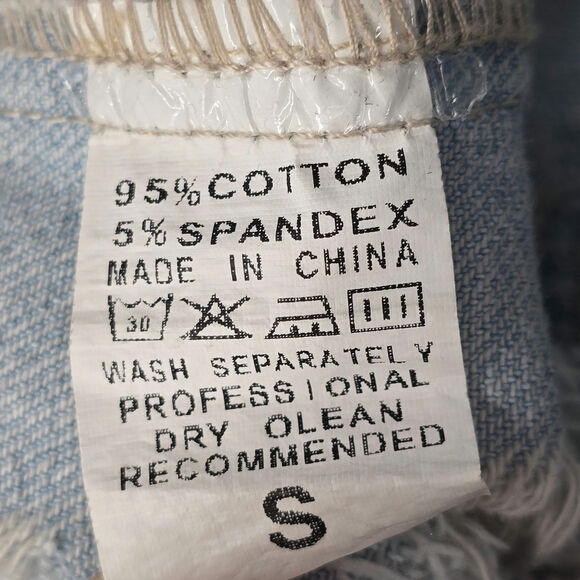 95% COTTON
5% SPANDEX
MADE IN CHINA
30
WASH SEPARATELY
PROFESSIONAL
DRY OLEAN
RECOMMENDED
S